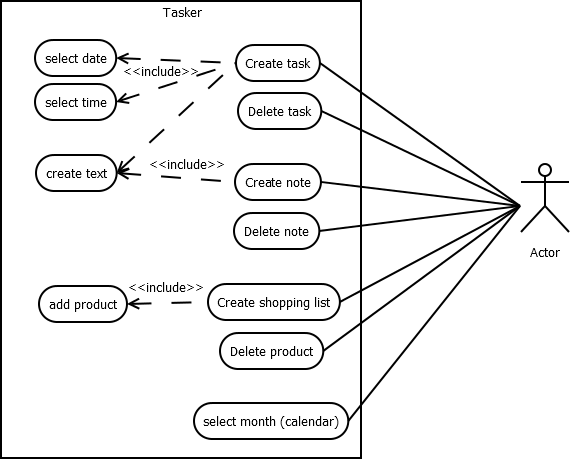 Tasker
select date
Create task
<<include>>
select time
Delete task
<<include>>
create text
Create note
Delete note
Actor
<<include>>
add product
Create shopping list
Delete product
select month (calendar)